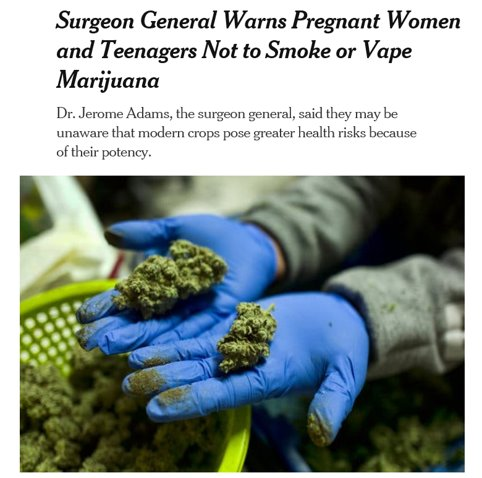 Surgeon General Warns Pregnant Women
and Teenagers Not to Smoke or Vape
Marijuana
Dr. Jerome Adams, the surgeon general, said they may be
unaware that modern crops pose greater health risks because
of their potency.